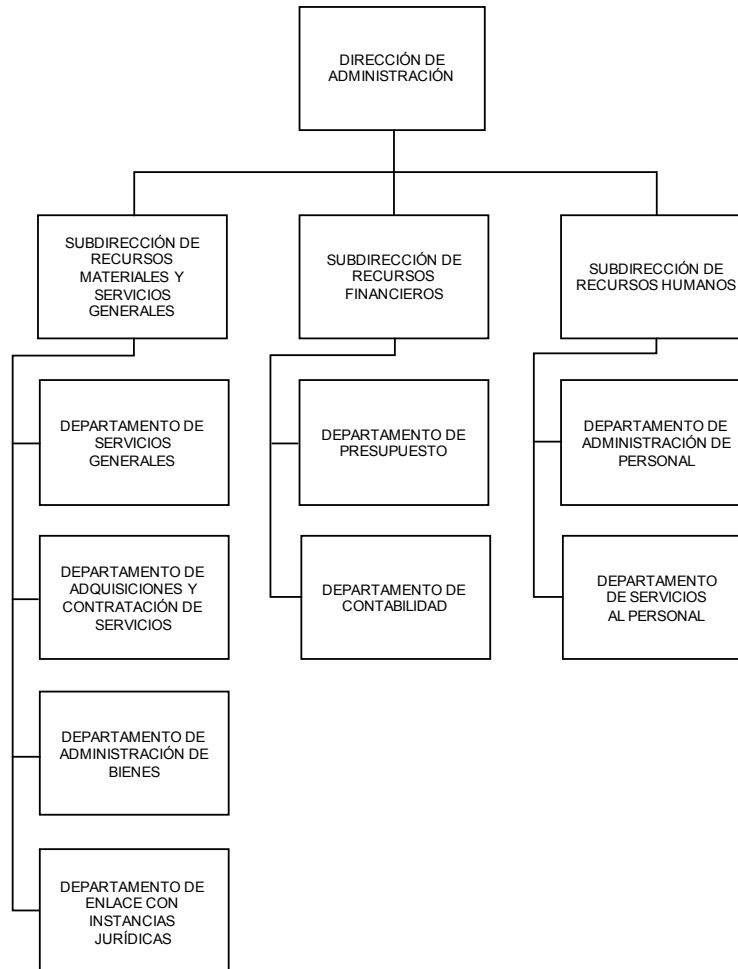 DIRECCIÓN DE
ADMINISTRACIÓN
SUBDIRECCIÓN DE
RECURSOS
MATERIALES Y
SERVICIOS
GENERALES
SUBDIRECCIÓN DE
RECURSOS
FINANCIEROS
SUBDIRECCIÓN DE
RECURSOS HUMANOS
DEPARTAMENTO DE
SERVICIOS
GENERALES
DEPARTAMENTO DE
PRESUPUESTO
DEPARTAMENTO DE
ADMINISTRACIÓN DE
PERSONAL
DEPARTAMENTO DE
ADQUISICIONES Y
CONTRATACIÓN DE
SERVICIOS
DEPARTAMENTO DE
CONTABILIDAD
DEPARTAMENTO
DE SERVICIOS
AL PERSONAL
DEPARTAMENTO DE
ADMINISTRACIÓN DE
BIENES
DEPARTAMENTO DE
ENLACE CON
INSTANCIAS
JURÍDICAS